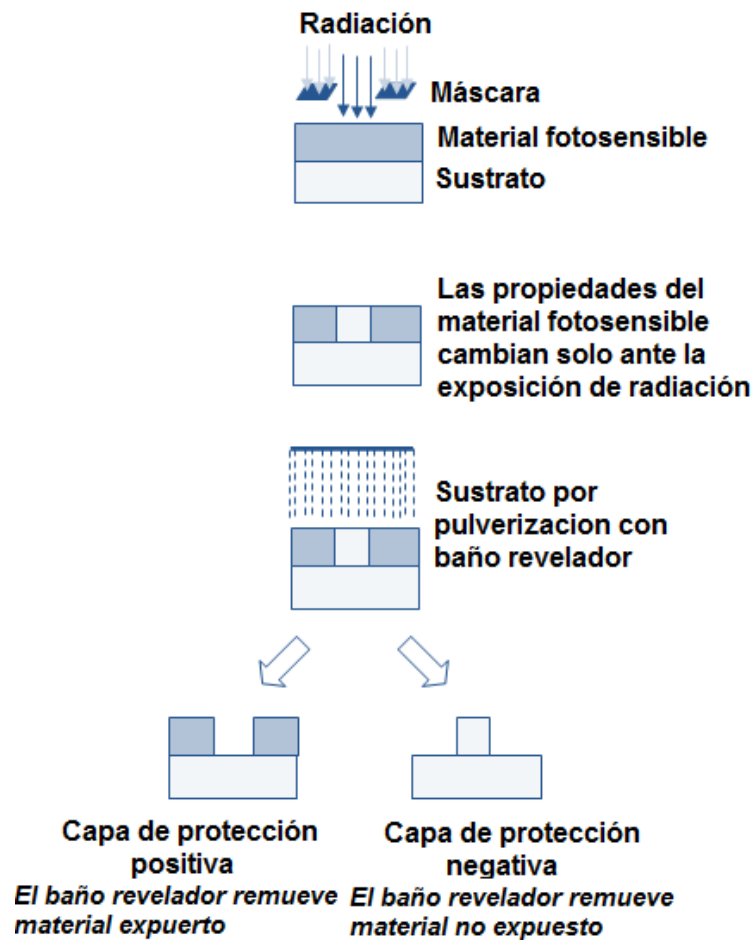 Radiación
Máscara
Material fotosensible
Sustrato
Las propiedades del
material fotosensible
cambian solo ante la
exposición de radiación
Sustrato por
pulverizacion con
baño revelador
Capa de protección
positiva
El baño revelador remueve
material expuerto
Capa de protección
negativa
El baño revelador remueve
material no expuesto